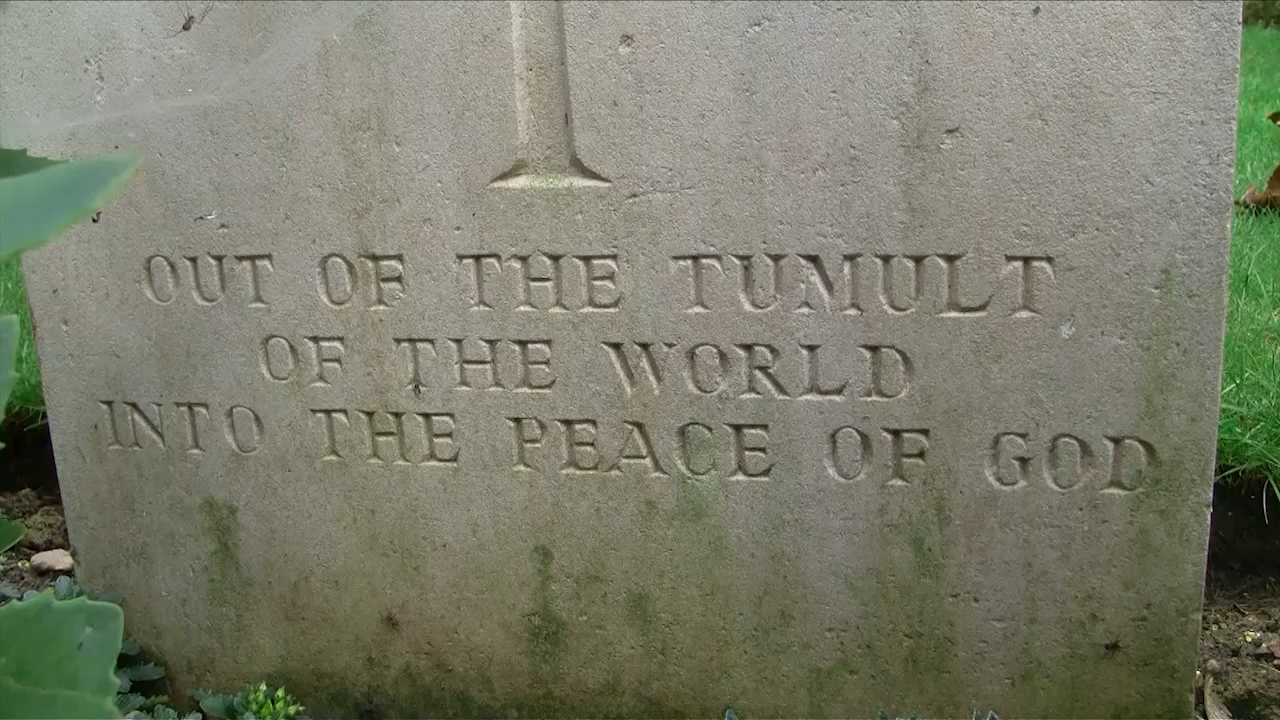 OUT OF THE TUMULT
OF THE WORLD
INTO THE PEACE OF GOD